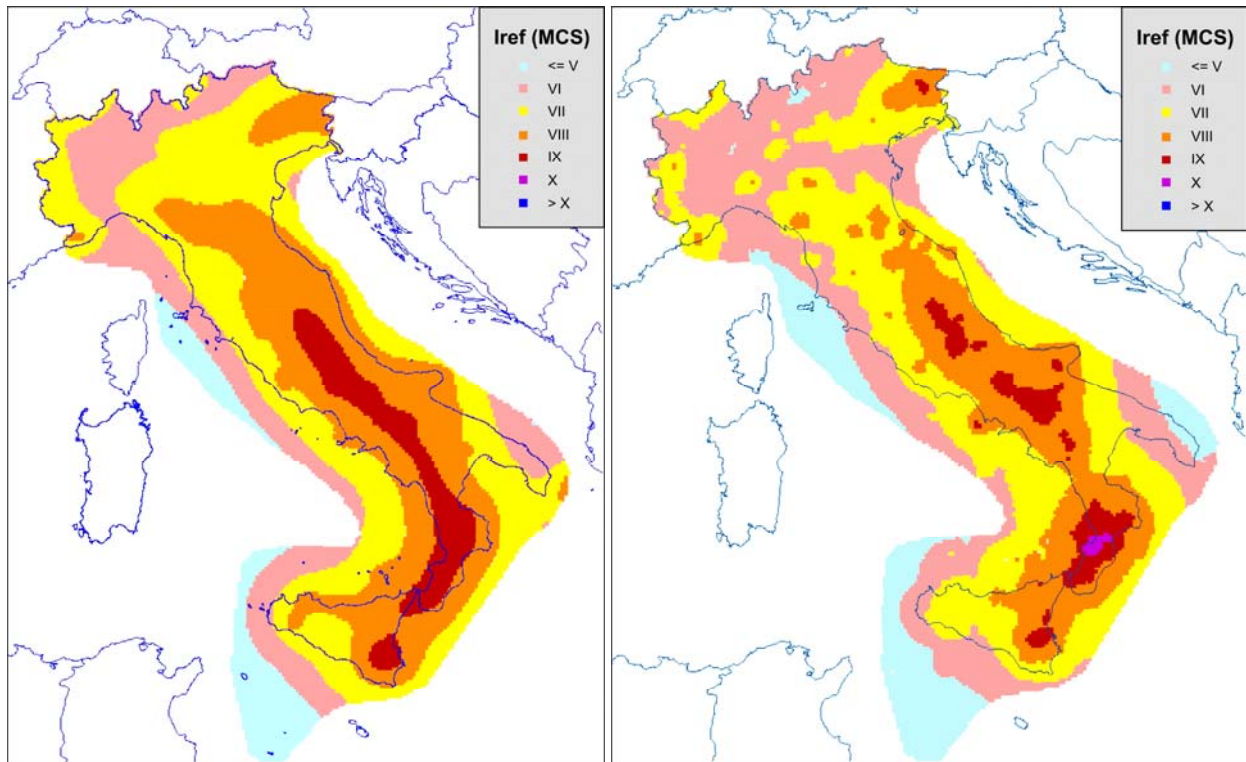 Iref (MCS)
<= V
VI
VII
VIII
IX
X
> X
Iref (MCS)
<= V
VI
VII
VIII
IX
X
> X